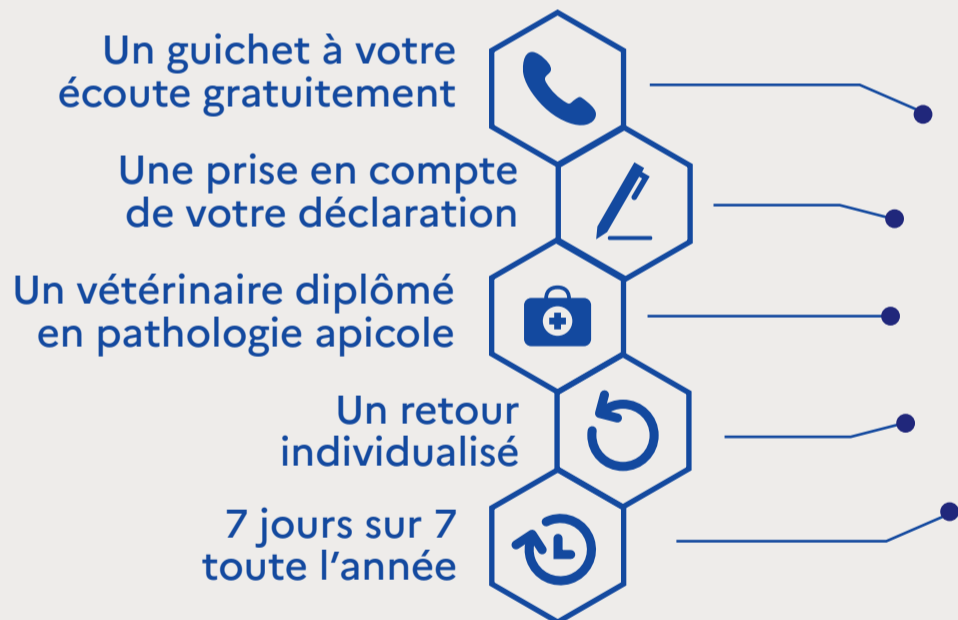 Un guichet à votre
écoute gratuitement
Une prise en compte
de votre déclaration
Un vétérinaire diplômé
en pathologie apicole
Un retour
individualisé
7 jours sur 7
toute l’année